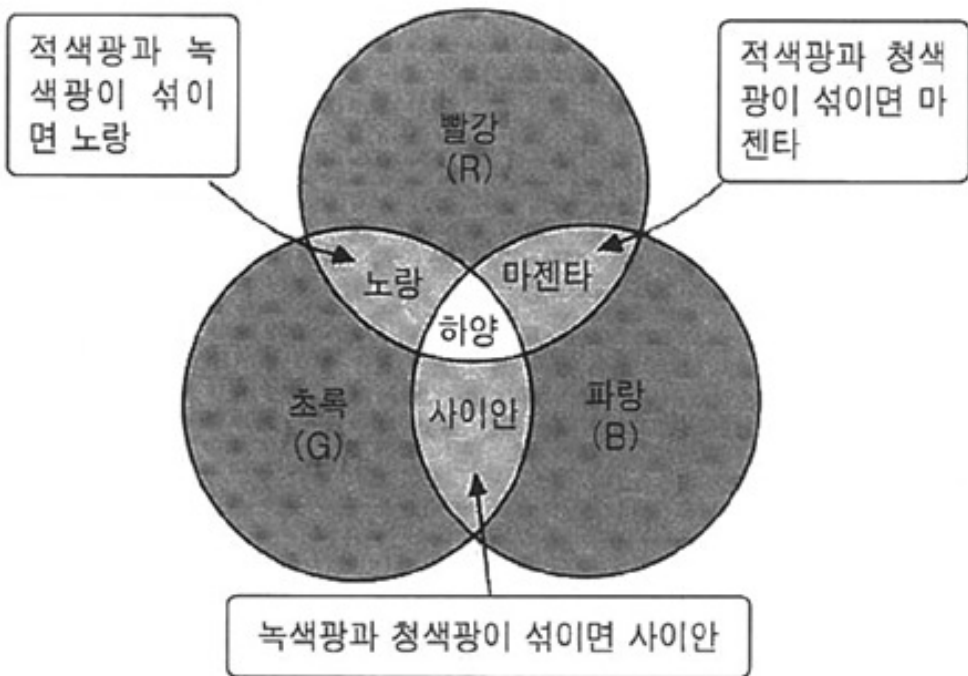 적색광과 녹
색광이 섞이
면 노랑
적색광과 청색
광이 섞이면 마
젠타
빨강
(R)
노랑
마젠타
하양
초록
(G)
사이안
파랑
(B)
녹색광과 청색광이 섞이면 사이안